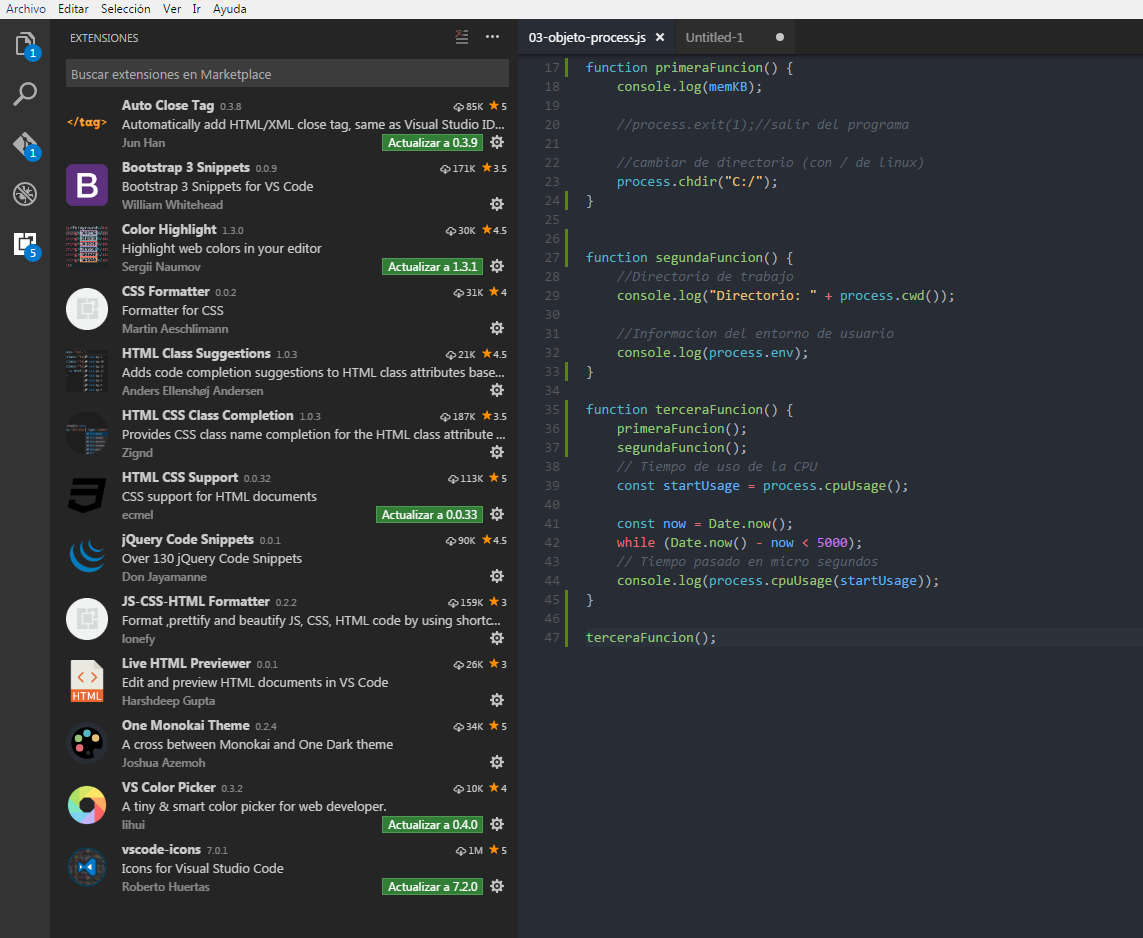 Archivo Editar Selección Ver Ir Ayuda
1
1
5
EXTENSIONES
Buscar extensiones en Marketplace
</tag>
Auto Close Tag 0.3.8 85K 5
Automatically add HTML/XML close tag, same as Visual Studio ID...
Jun Han Actualizar a 0.3.9
B
Bootstrap 3 Snippets 0.0.9 171K 3.5
Bootstrap 3 Snippets for VS Code
William Whitehead
Color Highlight 1.3.0 30K 4.5
Highlight web colors in your editor
Sergii Naumov Actualizar a 1.3.1
CSS Formatter 0.0.2 31K 4
Formatter for CSS
Martin Aeschlimann
HTML Class Suggestions 1.0.3 21K 4.5
Adds code completion suggestions to HTML class attributes base...
Anders Ellenshøj Andersen
HTML CSS Class Completion 1.0.3 187K 3.5
Provides CSS class name completion for the HTML class attribute ...
Zignd
HTML CSS Support 0.0.32 113K 5
CSS support for HTML documents
ecmel Actualizar a 0.0.33
jQuery Code Snippets 0.0.1 90K 4.5
Over 130 jQuery Code Snippets
Don Jayamanne
JS-CSS-HTML Formatter 0.2.2 159K 3
Format ,prettify and beautify JS, CSS, HTML code by using shortc...
lonefy
HTML
Live HTML Previewer 0.0.1 26K 3
Edit and preview HTML documents in VS Code
Harshdeep Gupta
One Monokai Theme 0.2.4 34K 5
A cross between Monokai and One Dark theme
Joshua Azemoh
VS Color Picker 0.3.2 10K 4
A tiny & smart color picker for web developer.
lihui Actualizar a 0.4.0
vscode-icons 7.0.1 1M 5
Icons for Visual Studio Code
Roberto Huertas Actualizar a 7.2.0
03-objeto-process.js Untitled-1
17 function primeraFuncion() {
18 console.log(memKB);
19
20 //process.exit(1);//salir del programa
21
22 //cambiar de directorio (con / de linux)
23 process.chdir("C:/");
24 }
25
26
27 function segundaFuncion() {
28 //Directorio de trabajo
29 console.log("Directorio: " + process.cwd());
30
31 //Informacion del entorno de usuario
32 console.log(process.env);
33 }
34
35 function terceraFuncion() {
36 primeraFuncion();
37 segundaFuncion();
38 // Tiempo de uso de la CPU
39 const startUsage = process.cpuUsage();
40
41 const now = Date.now();
42 while (Date.now() - now < 5000);
43 // Tiempo pasado en micro segundos
44 console.log(process.cpuUsage(startUsage));
45 }
46
47 terceraFuncion();